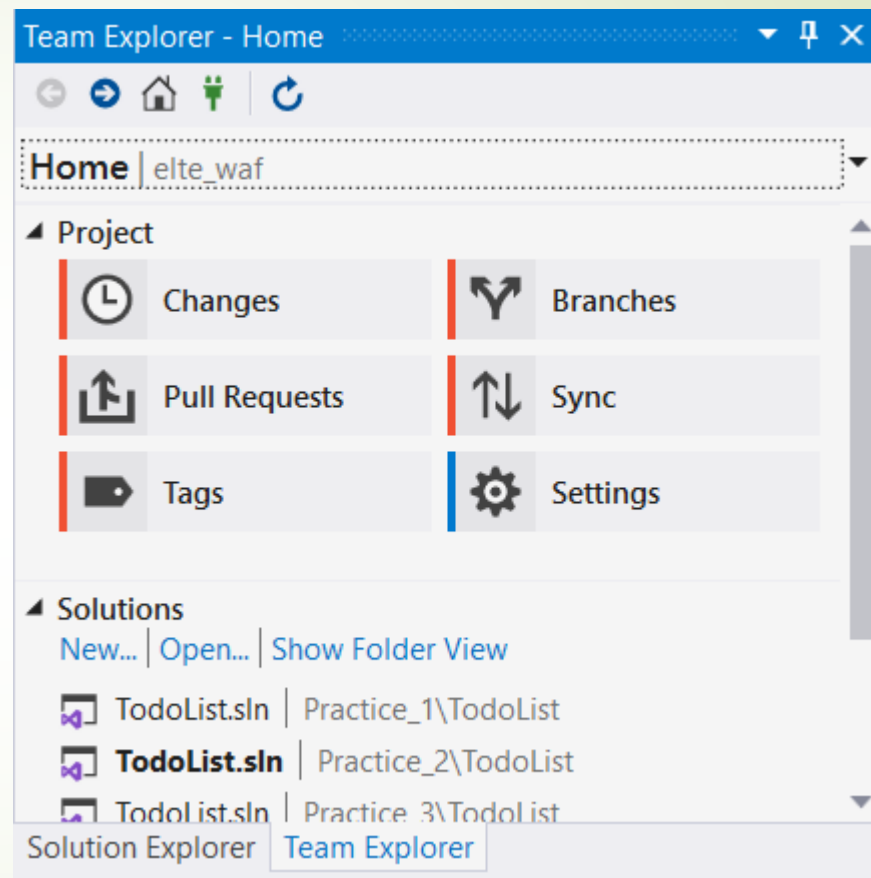 Team Explorer - Home
Home | elte_waf
Project
Changes
Branches
Pull Requests
Sync
Tags
Settings
Solutions
New... | Open... | Show Folder View
TodoList.sln | Practice_1\TodoList
TodoList.sln | Practice_2\TodoList
TodoList.sln | Practice_3\TodoList
Solution Explorer Team Explorer